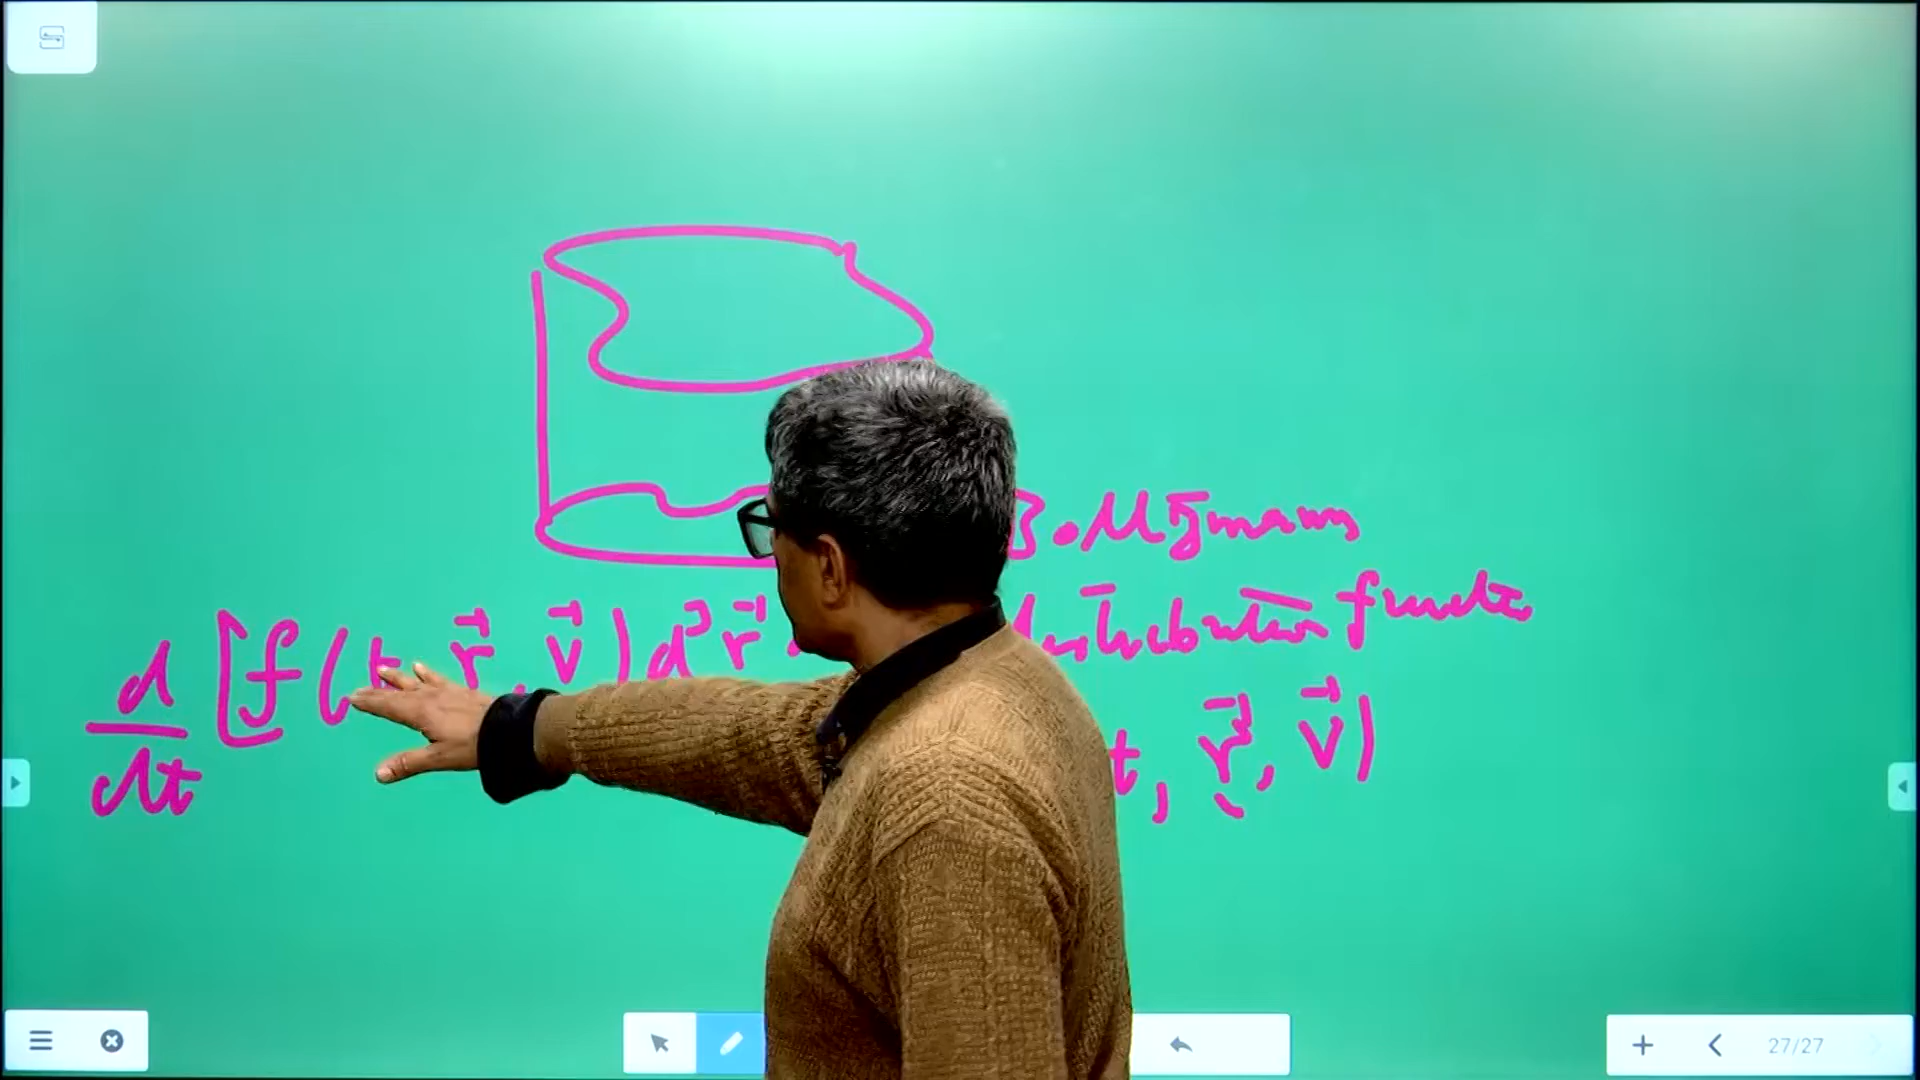 Boltzmann
distribution functi
d/dt [f(t, r⃗, v⃗) d³r⃗
t, r⃗, v⃗)
27/27